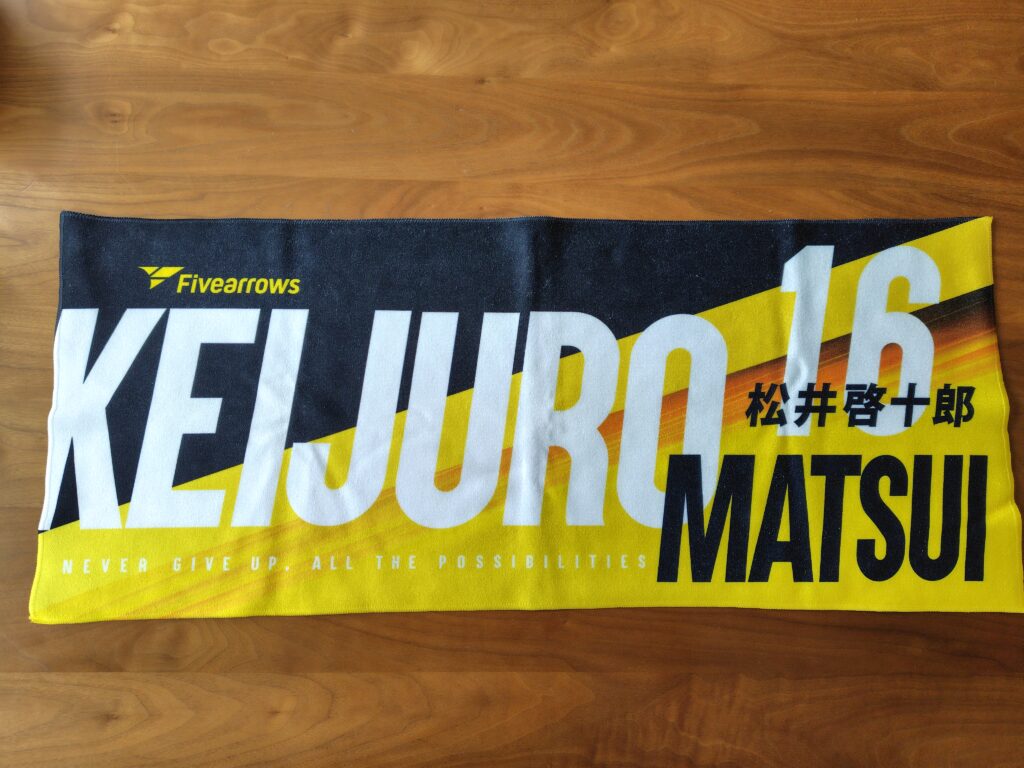 Fivearrows
KEIJURO
16
松井啓十郎
MATSUI
NEVER GIVE UP. ALL THE POSSIBILITIES